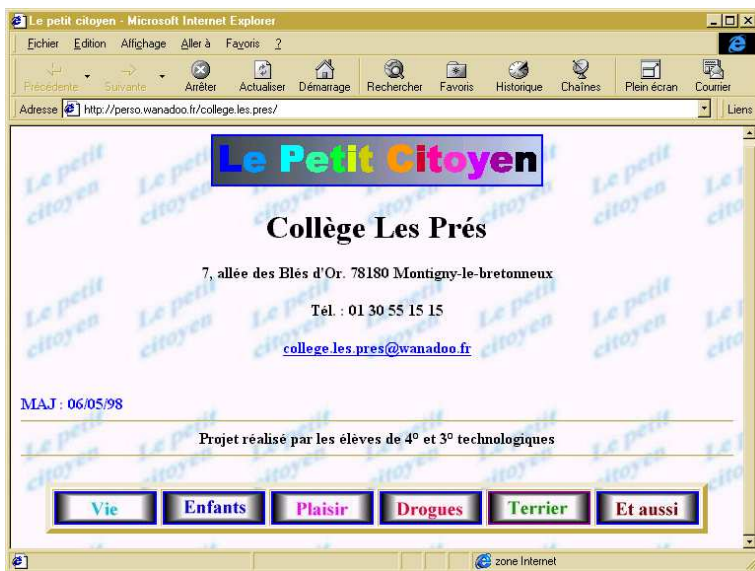 Le petit citoyen - Microsoft Internet Explorer
Fichier Edition Affichage Aller à Favoris ?
Précédente Suivante Arrêter Actualiser Démarrage Rechercher Favoris Historique Chaînes Plein écran Courrier
Adresse http://perso.wanadoo.fr/college.les.pres/ Liens
Le Petit Citoyen
Collège Les Prés
7, allée des Blés d'Or. 78180 Montigny-le-bretonneux
Tél. : 01 30 55 15 15
college.les.pres@wanadoo.fr
MAJ : 06/05/98
Projet réalisé par les élèves de 4° et 3° technologiques
Vie Enfants Plaisir Drogues Terrier Et aussi
zone Internet